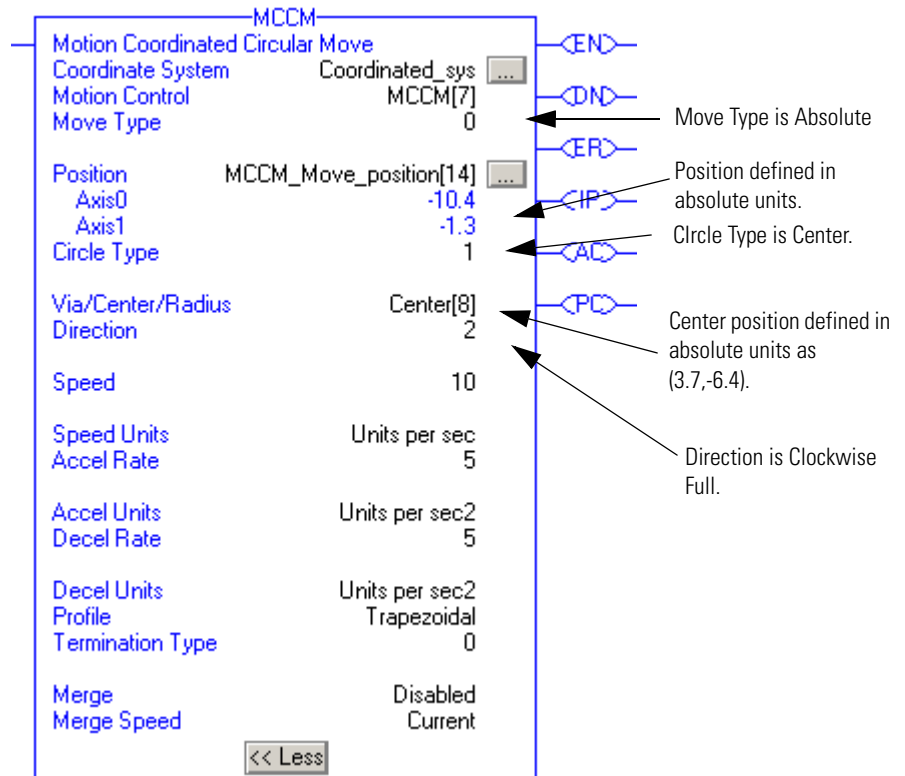 MCCM
Motion Coordinated Circular Move
Coordinate System Coordinated_sys ...
Motion Control MCCM[7]
Move Type 0
Position MCCM_Move_position[14] ...
Axis0 -10.4
Axis1 -1.3
Circle Type 1
Via/Center/Radius Center[8]
Direction 2
Speed 10
Speed Units Units per sec
Accel Rate 5
Accel Units Units per sec2
Decel Rate 5
Decel Units Units per sec2
Profile Trapezoidal
Termination Type 0
Merge Disabled
Merge Speed Current
<< Less
EN
DN
ER
IP
AC
PC
Move Type is Absolute
Position defined in
absolute units.
CIrcle Type is Center.
Center position defined in
absolute units as
(3.7,-6.4).
Direction is Clockwise
Full.